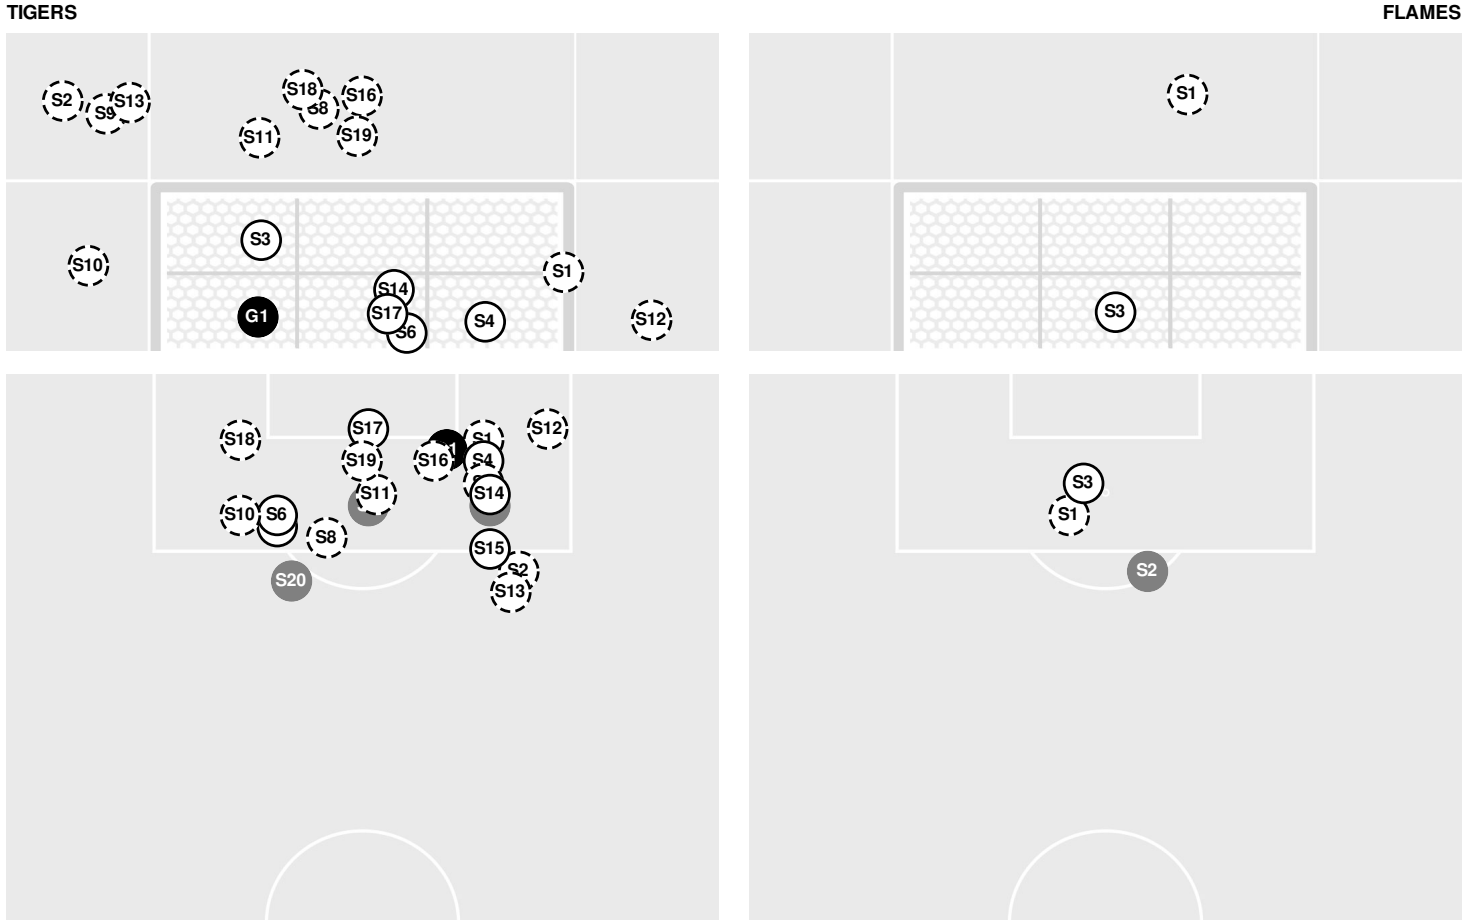 TIGERS FLAMES
S18 S16 S1
S2 S9 S13 S8
S11 S19
S3
S10 S1
S14
G1 S17 S4 S12 S3
S6
S18 S17 S1 S12
S19 S16 S4
S11 S14 S3
S10 S6 S1
S8
S15
S20 S2 S2
S13